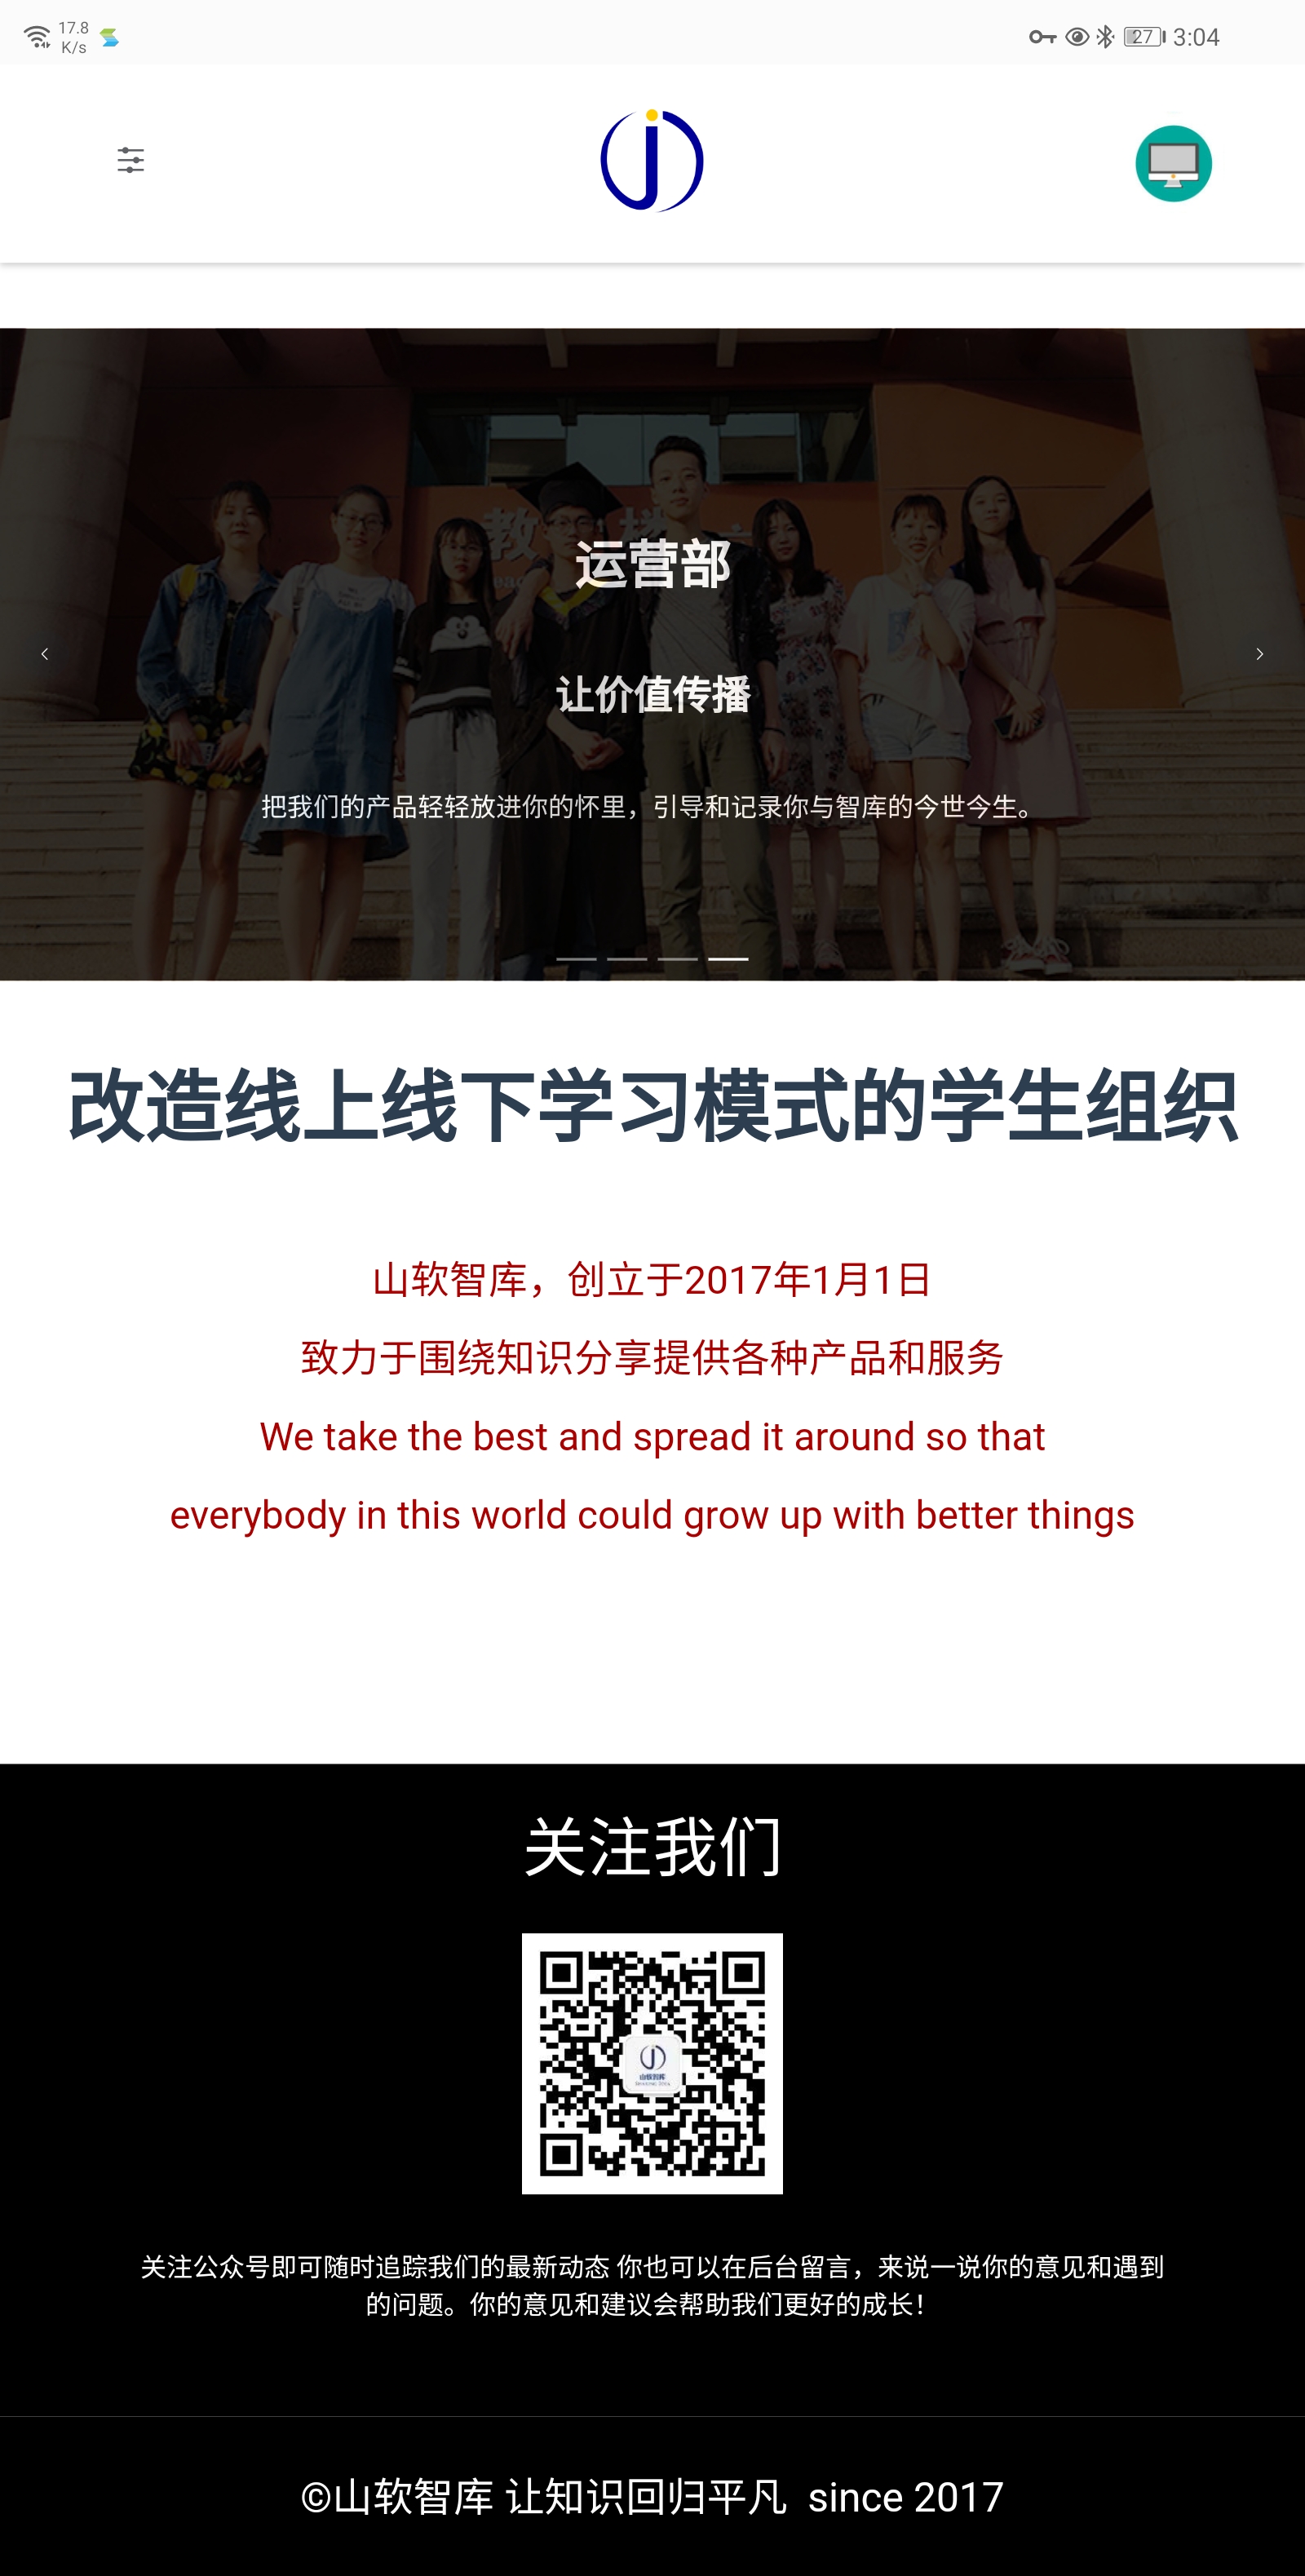 17.8
K/s
27 3:04
运营部
让价值传播
把我们的产品轻轻放进你的怀里，引导和记录你与智库的今世今生。
改造线上线下学习模式的学生组织
山软智库，创立于2017年1月1日
致力于围绕知识分享提供各种产品和服务
We take the best and spread it around so that
everybody in this world could grow up with better things
关注我们
山软智库
关注公众号即可随时追踪我们的最新动态 你也可以在后台留言，来说一说你的意见和遇到
的问题。你的意见和建议会帮助我们更好的成长！
©山软智库 让知识回归平凡 since 2017